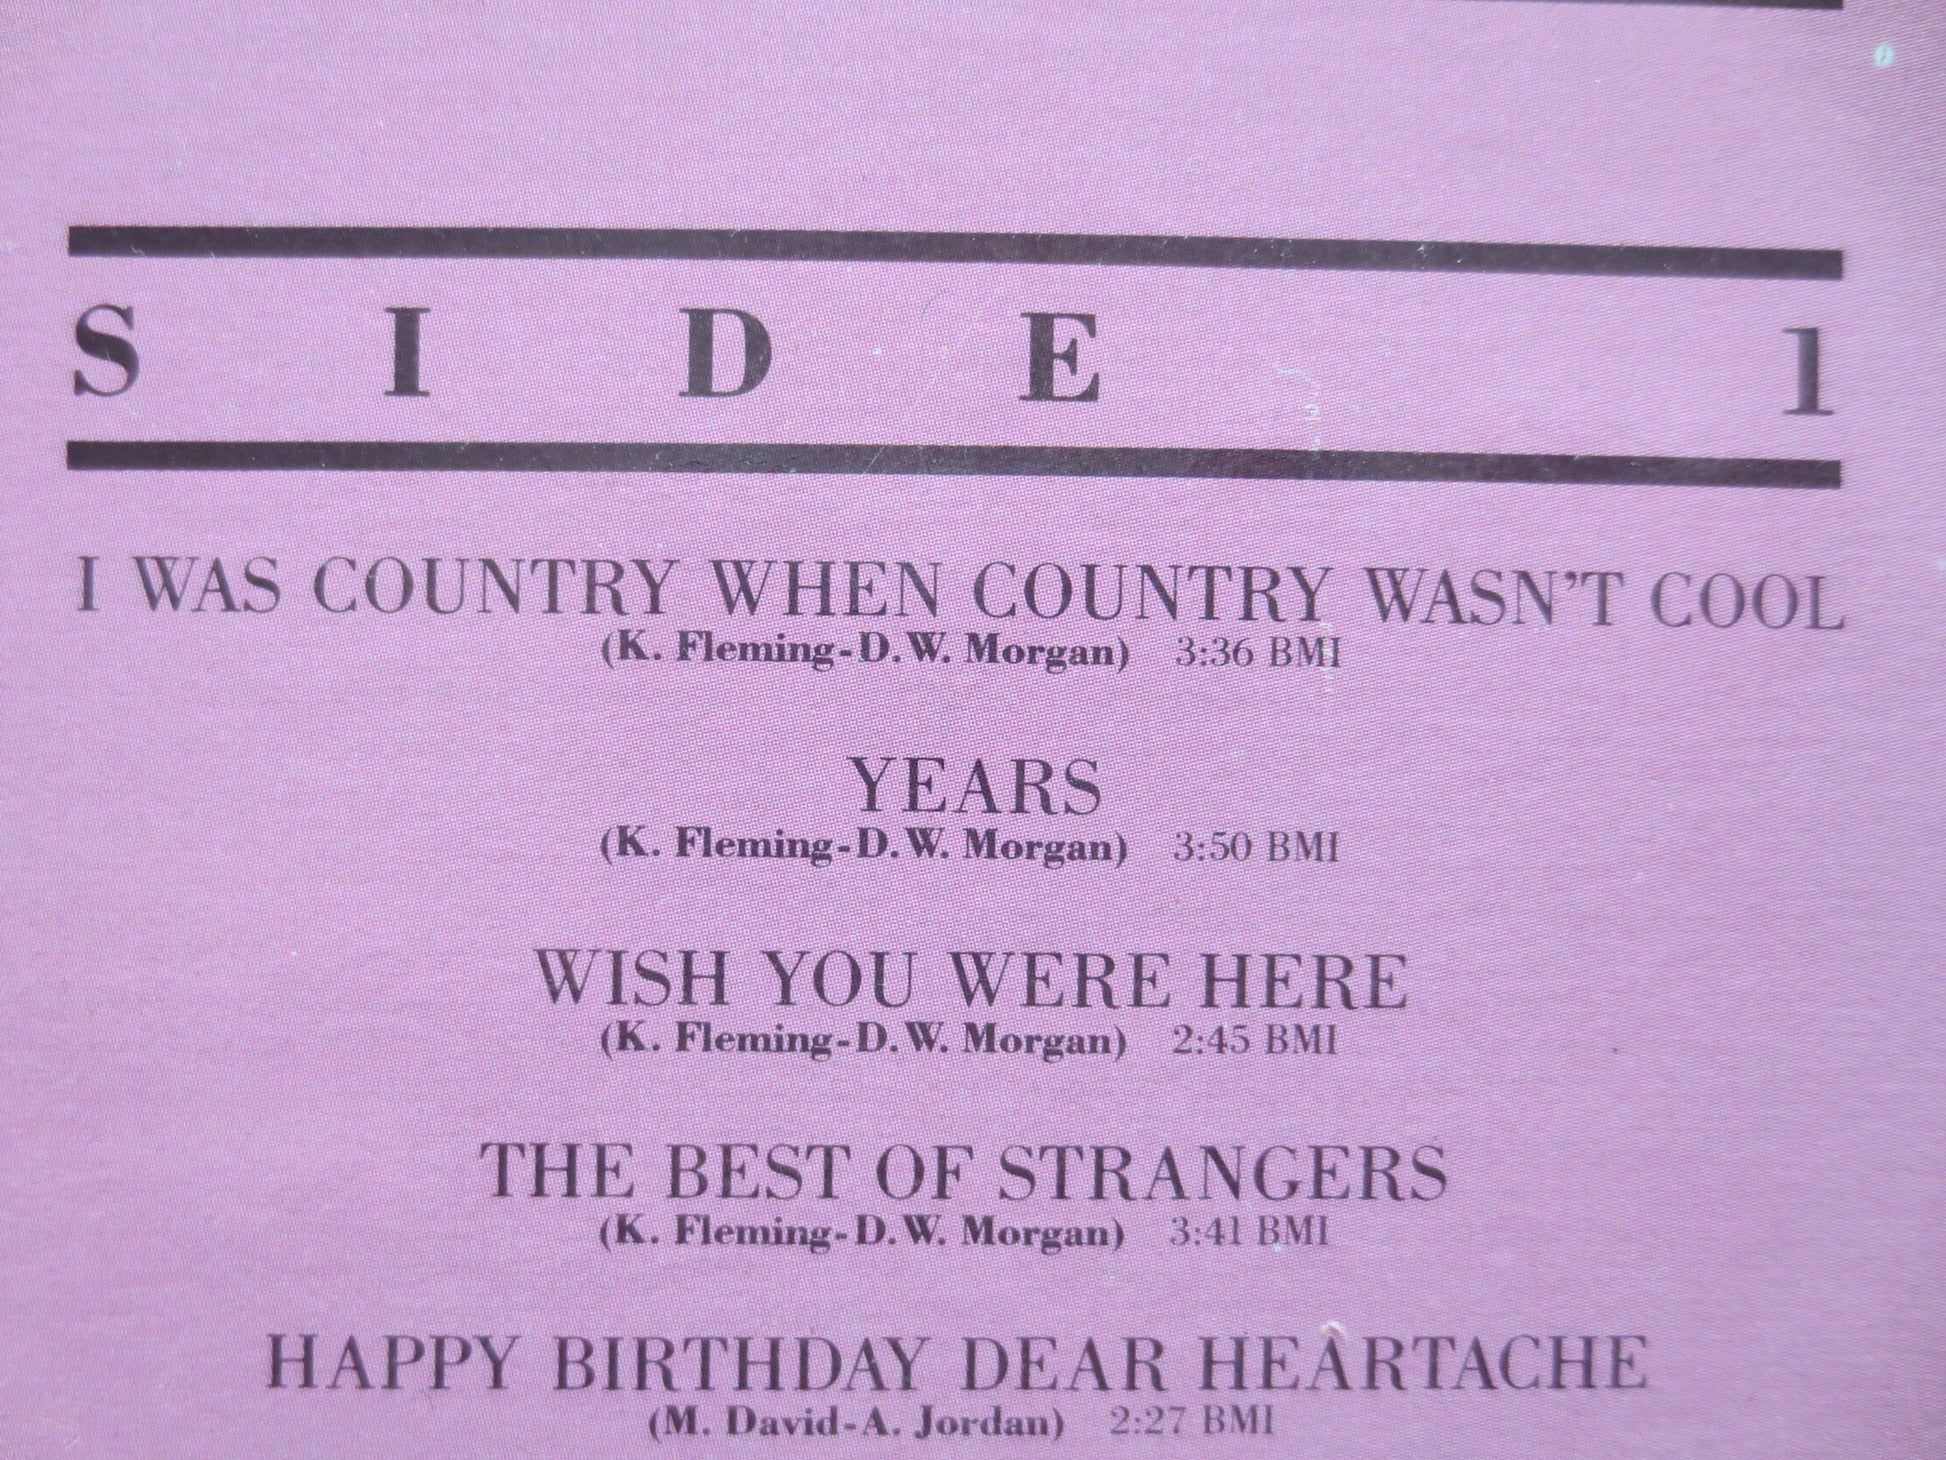 SIDE 1
I WAS COUNTRY WHEN COUNTRY WASN'T COOL
(K. Fleming-D.W. Morgan) 3:36 BMI
YEARS
(K. Fleming-D.W. Morgan) 3:50 BMI
WISH YOU WERE HERE
(K. Fleming-D.W. Morgan) 2:45 BMI
THE BEST OF STRANGERS
(K. Fleming-D.W. Morgan) 3:41 BMI
HAPPY BIRTHDAY DEAR HEARTACHE
(M. David-A. Jordan) 2:27 BMI